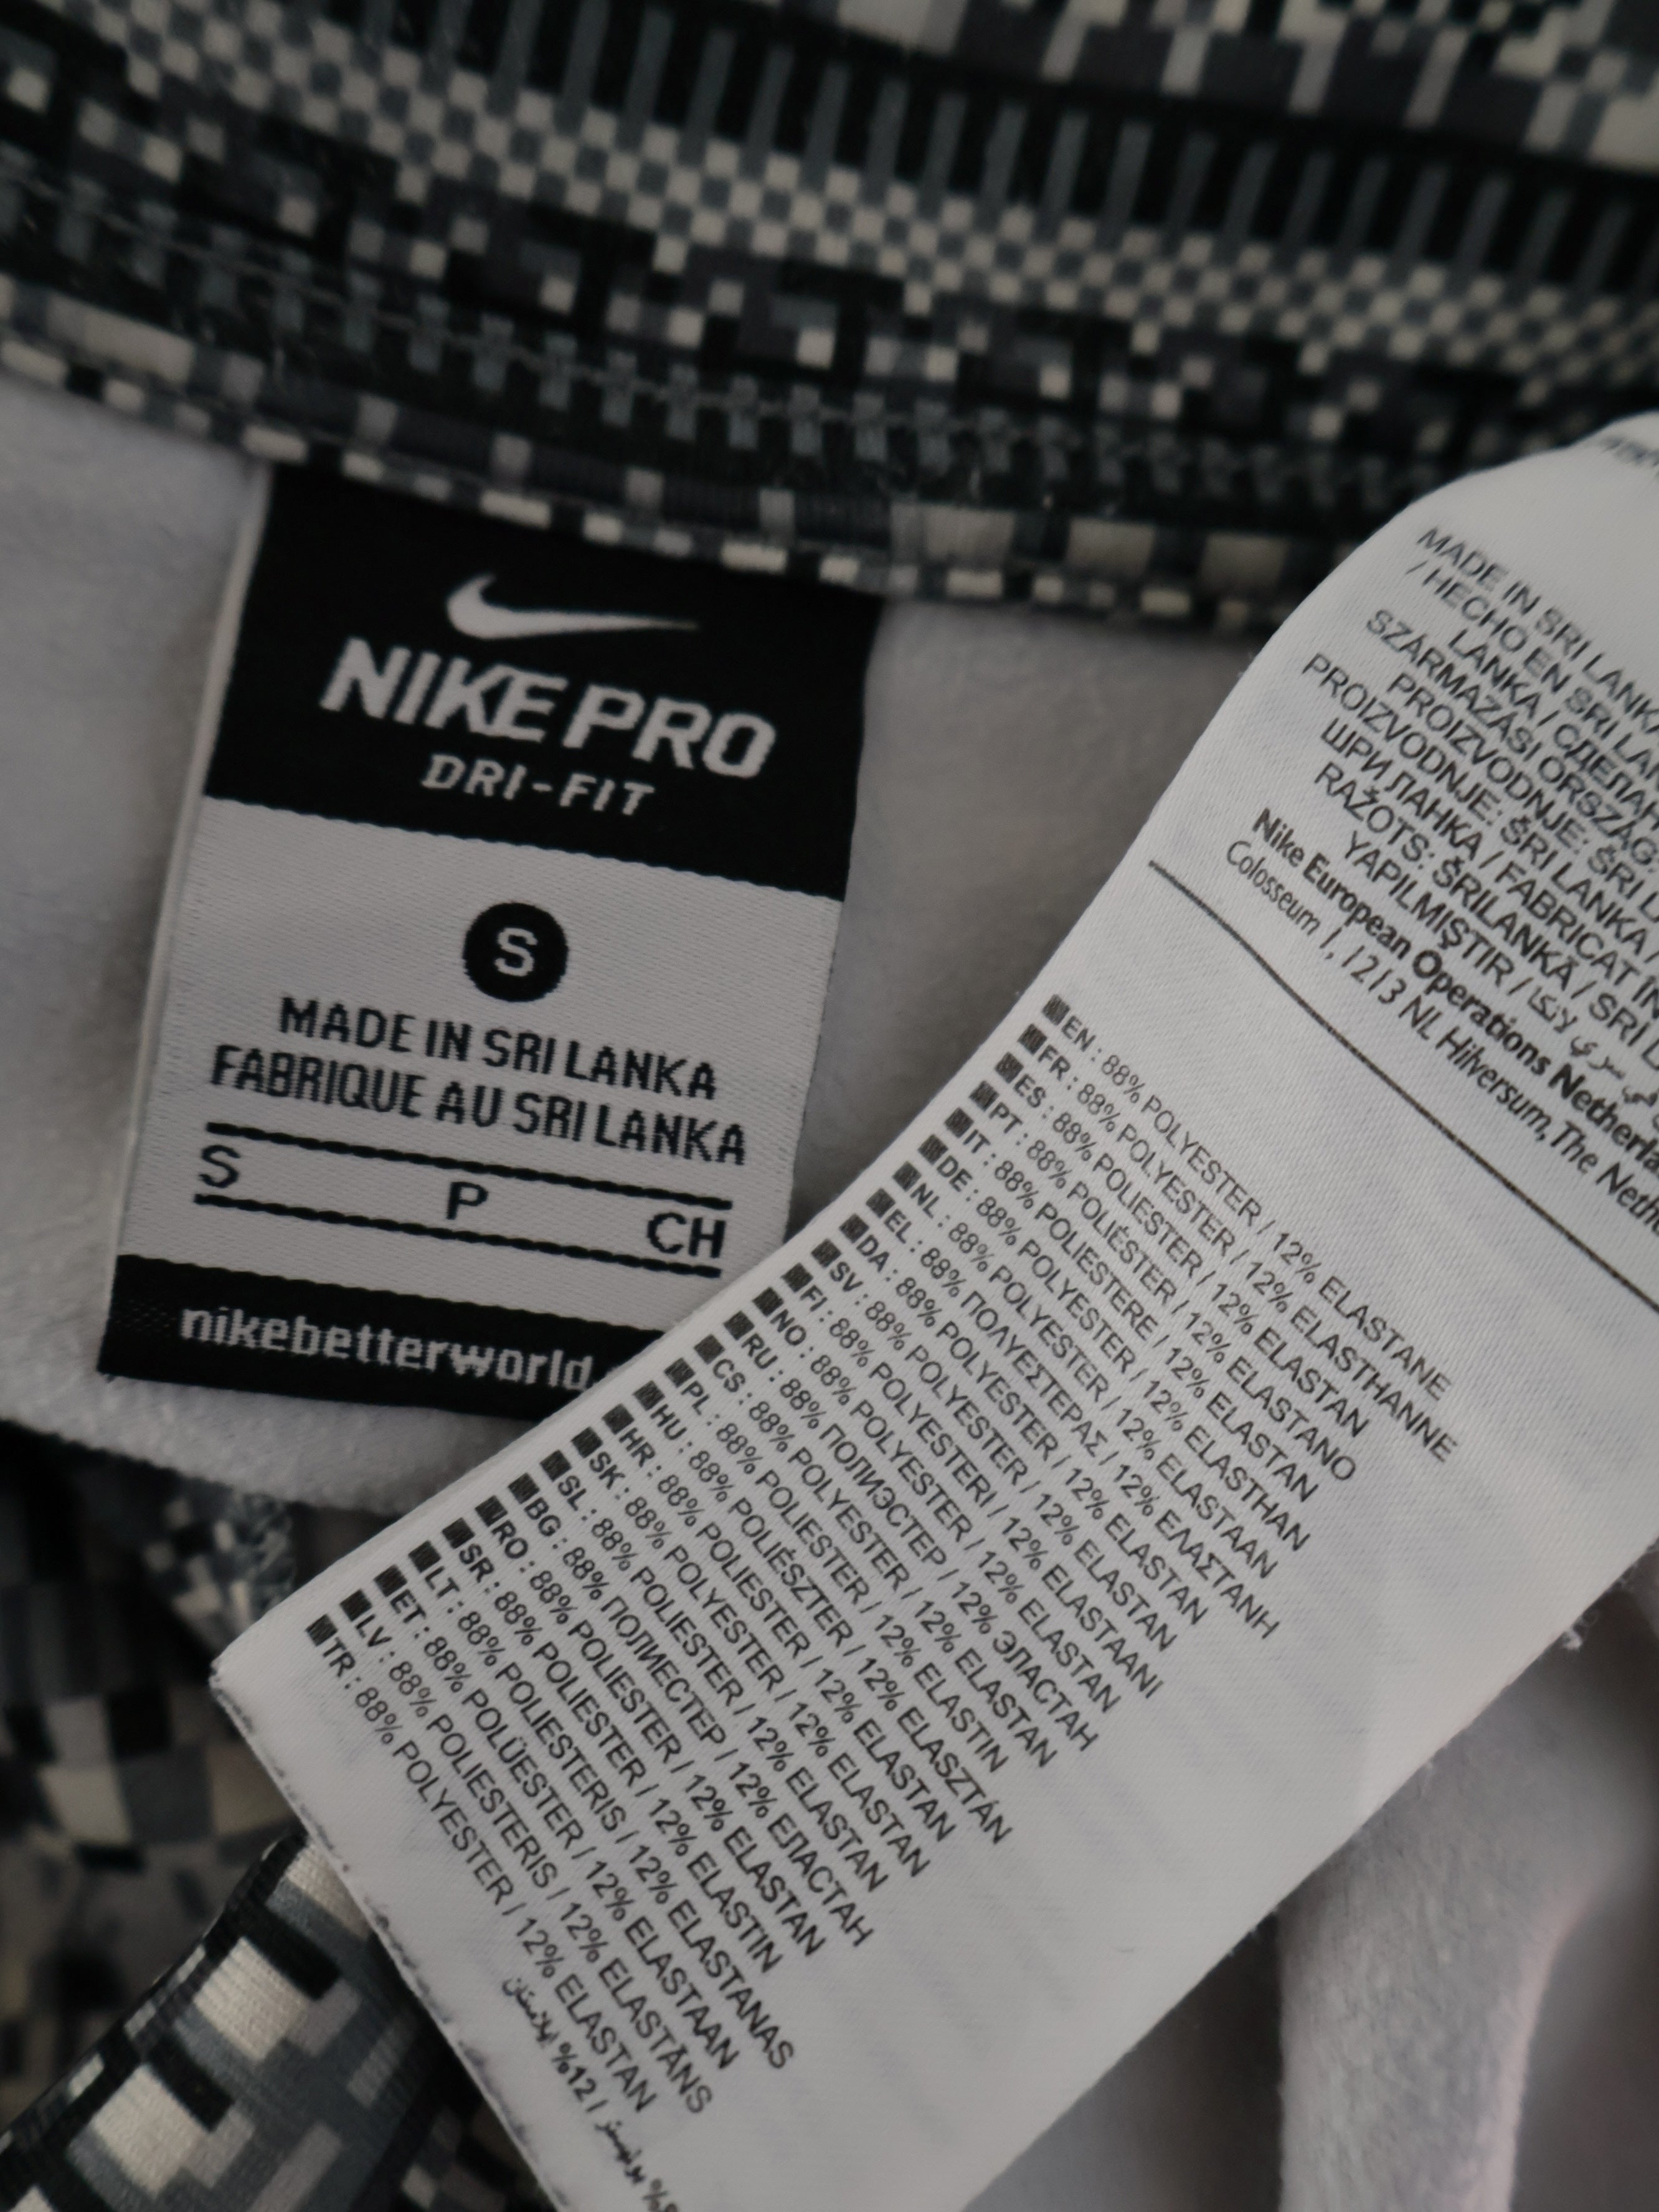 NIKE PRO
DRI-FIT
S
MADE IN SRI LANKA
FABRIQUE AU SRI LANKA
S P CH
nikebetterworld.
MADE IN SRI LANKA
/ HECHO EN SRI LAN
LANKA / СДЕЛАН
SZÁRMAZÁSI ORSZÁG:
PROIZVODNJE: ŠRI L
PROIZVODNJE: ŠRI LANKA /
ШРИ ЛАНКА / FABRICAT IN
RAŽOTS: ŠRILANKĀ / SRI L
YAPILMIŞTIR /
Nike European Operations Netherla
Colosseum 1, 1213 NL Hilversum, The Nethe
EN : 88% POLYESTER / 12% ELASTANE
FR : 88% POLYESTER / 12% ELASTHANNE
ES : 88% POLIESTER / 12% ELASTAN
PT : 88% POLIÉSTER / 12% ELASTANO
IT : 88% POLIESTERE / 12% ELASTAN
DE : 88% POLYESTER / 12% ELASTHAN
NL : 88% POLYESTER / 12% ELASTAAN
EL : 88% ΠΟΛΥΕΣΤΕΡΑΣ / 12% ΕΛΑΣΤΑΝΗ
DA : 88% POLYESTER / 12% ELASTAN
SV : 88% POLYESTER / 12% ELASTAN
FI : 88% POLYESTERI / 12% ELASTAANI
NO : 88% POLYESTER / 12% ELASTAN
RU : 88% ПОЛИЭСТЕР / 12% ЭЛАСТАН
CS : 88% POLYESTER / 12% ELASTAN
PL : 88% POLIESTER / 12% ELASTIN
HU : 88% POLIÉSZTER / 12% ELASZTÁN
HR : 88% POLIESTER / 12% ELASTAN
SK : 88% POLYESTER / 12% ELASTAN
SL : 88% POLIESTER / 12% ELASTAN
BG : 88% ПОЛИЕСТЕР / 12% ЕЛАСТАН
RO : 88% POLIESTER / 12% ELASTAN
SR : 88% POLIESTER / 12% ELASTIN
LT : 88% POLIESTERIS / 12% ELASTANAS
ET : 88% POLÜESTER / 12% ELASTAAN
LV : 88% POLIESTERIS / 12% ELASTĀNS
TR : 88% POLYESTER / 12% ELASTAN
% بوليستر / 12% إيلاستان